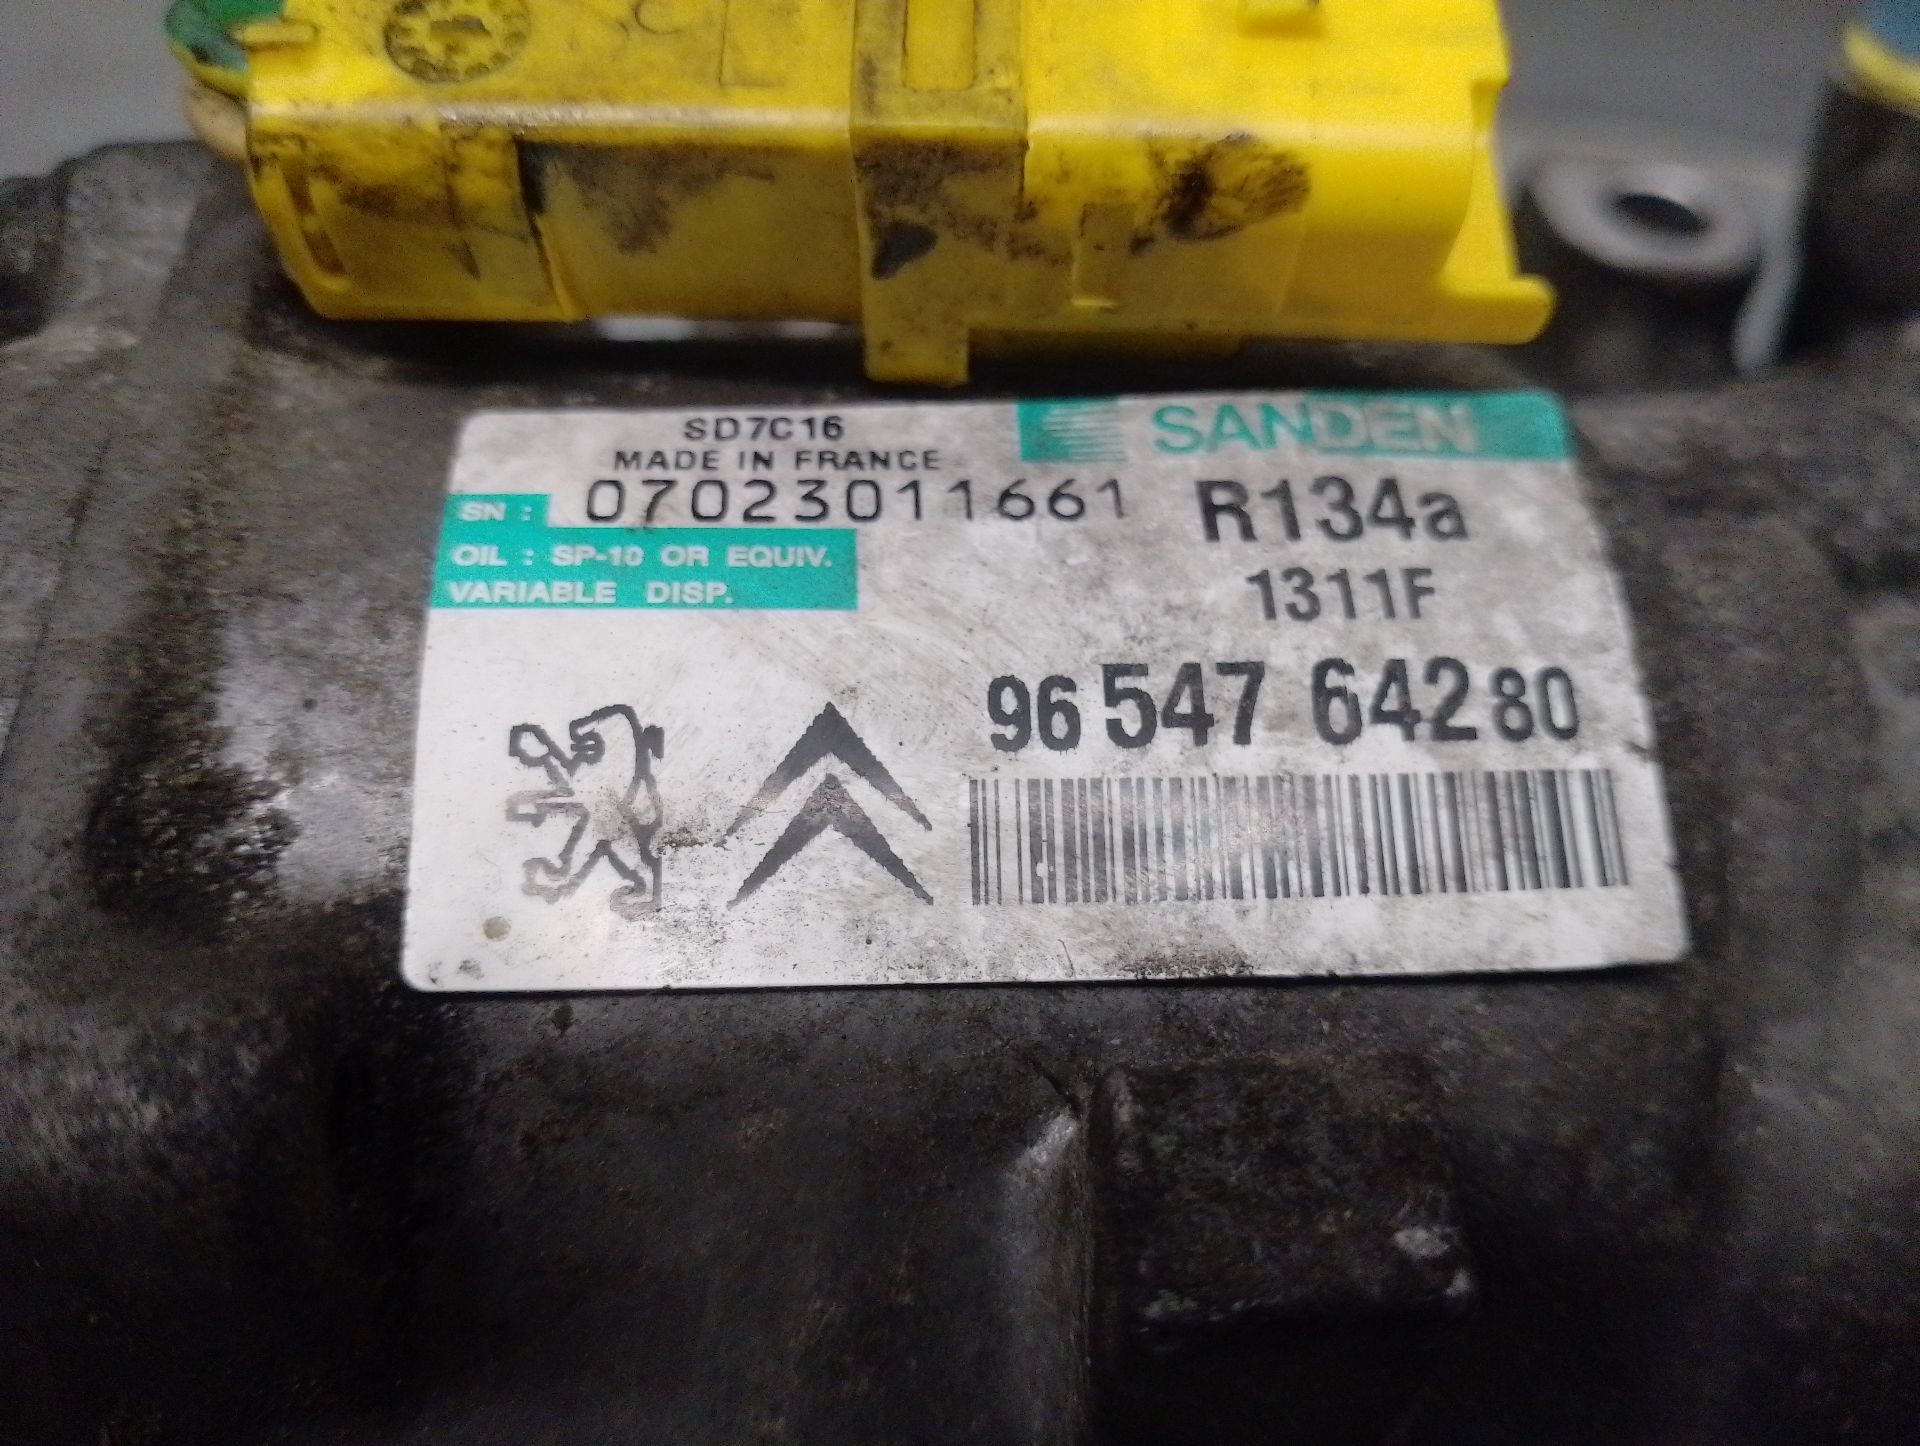 SD7C16
SANDEN
MADE IN FRANCE
SN : 07023011661
R134a
OIL : SP-10 OR EQUIV.
VARIABLE DISP.
1311F
96 547 642 80